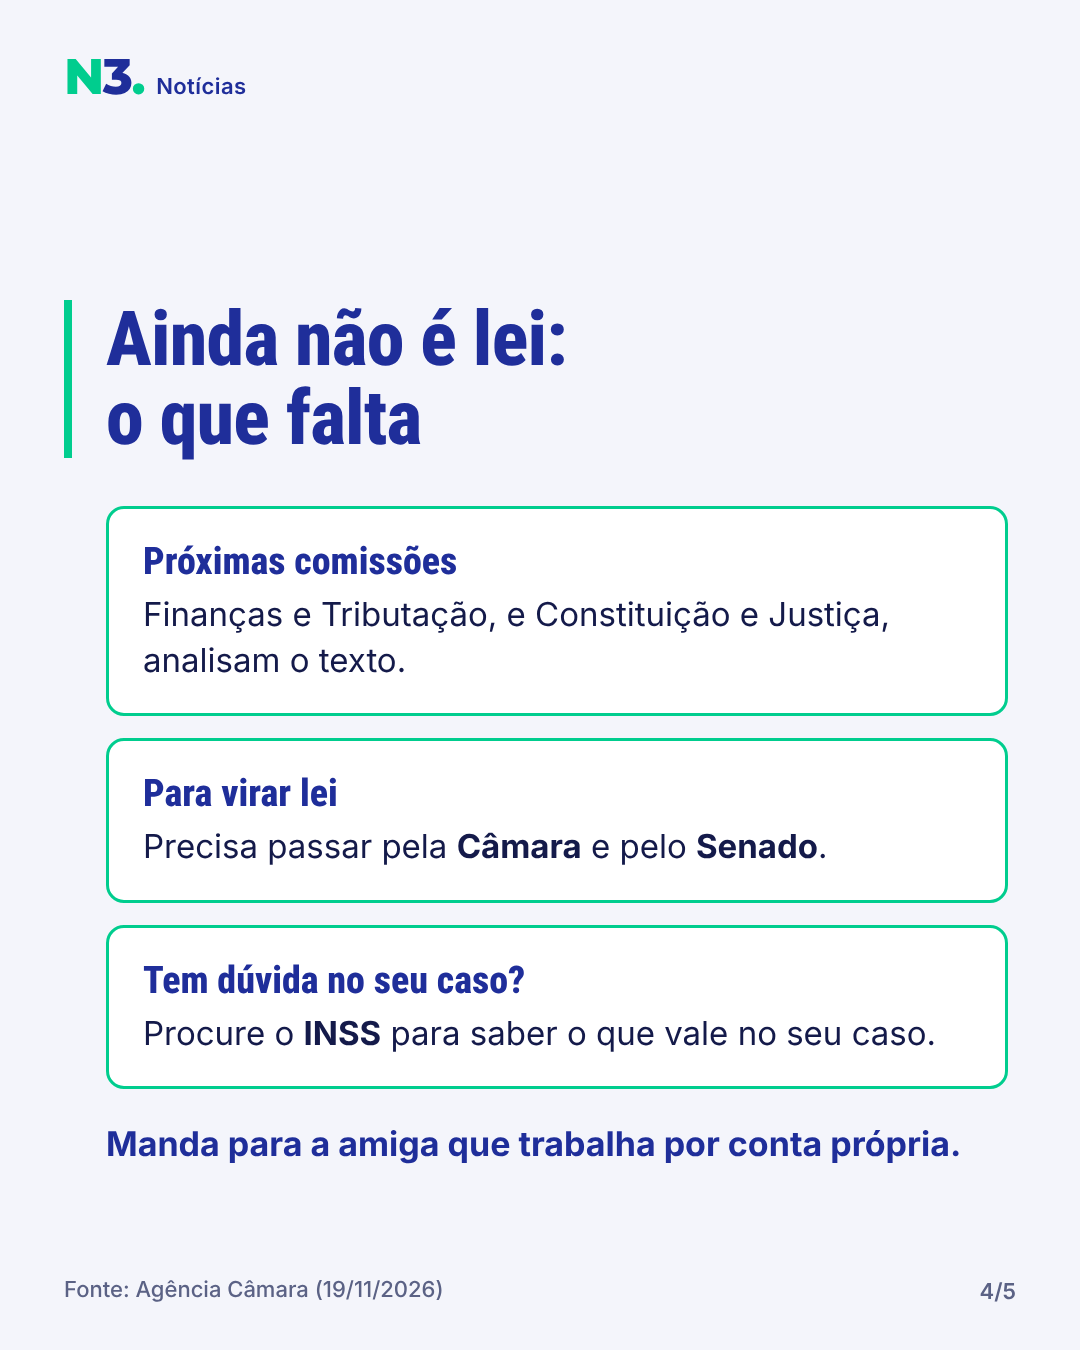 N3. Notícias
Ainda não é lei:
o que falta
Próximas comissões
Finanças e Tributação, e Constituição e Justiça,
analisam o texto.
Para virar lei
Precisa passar pela Câmara e pelo Senado.
Tem dúvida no seu caso?
Procure o INSS para saber o que vale no seu caso.
Manda para a amiga que trabalha por conta própria.
Fonte: Agência Câmara (19/11/2026)
4/5